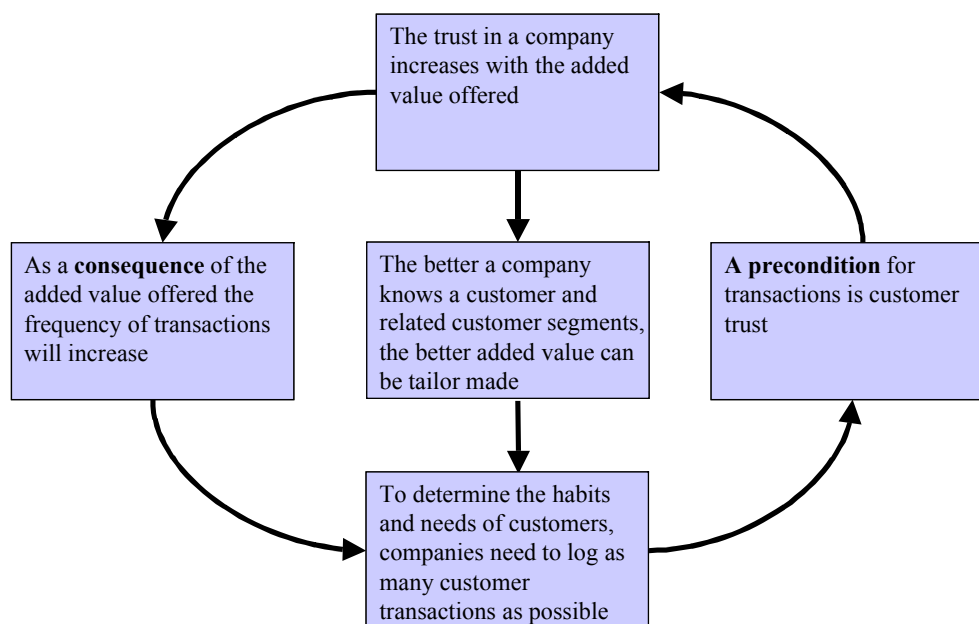 The trust in a company
increases with the added
value offered
As a consequence of the
added value offered the
frequency of transactions
will increase
The better a company
knows a customer and
related customer segments,
the better added value can
be tailor made
A precondition for
transactions is customer
trust
To determine the habits
and needs of customers,
companies need to log as
many customer
transactions as possible